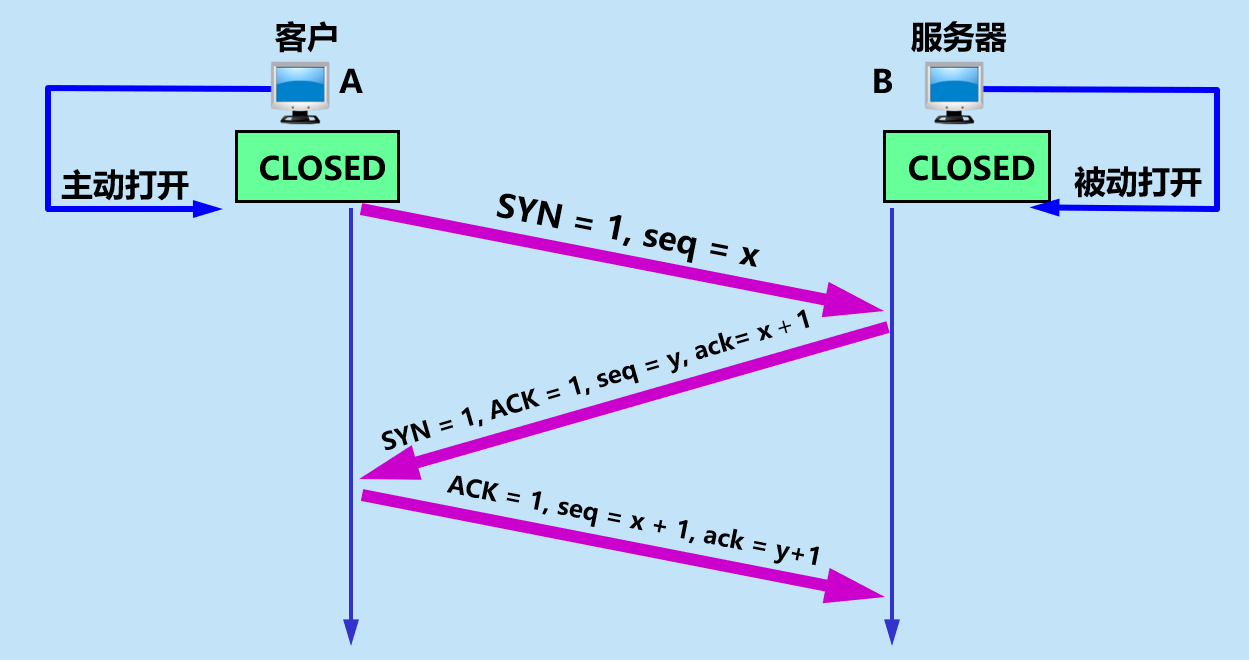 客户
服务器
A
B
CLOSED
CLOSED
主动打开
被动打开
SYN = 1, seq = x
SYN = 1, ACK = 1, seq = y, ack= x + 1
ACK = 1, seq = x + 1, ack = y+1